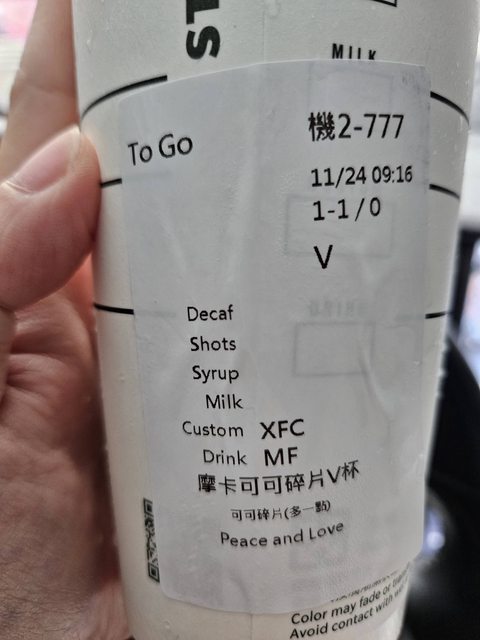 ST
MILK
To Go
機2-777
11/24 09:16
1-1 / 0
V
Decaf
Shots
Syrup
Milk
Custom XFC
Drink MF
摩卡可可碎片V杯
可可碎片(多一點)
Peace and Love
Color may fade or
Avoid contact with